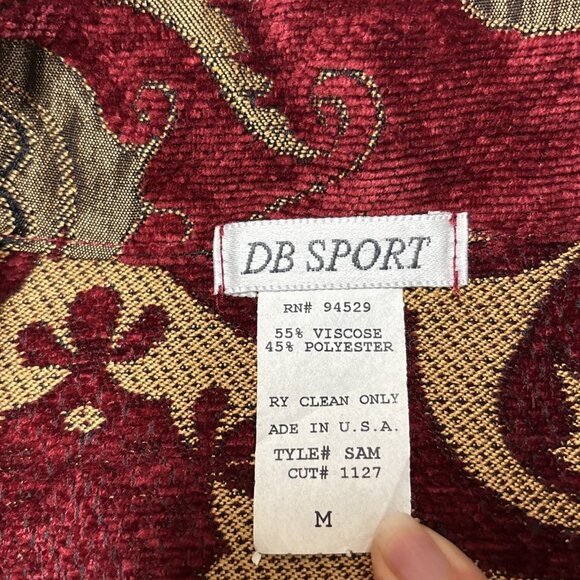 DB SPORT
RN# 94529
55% VISCOSE
45% POLYESTER
RY CLEAN ONLY
ADE IN U.S.A.
TYLE# SAM
CUT# 1127
M